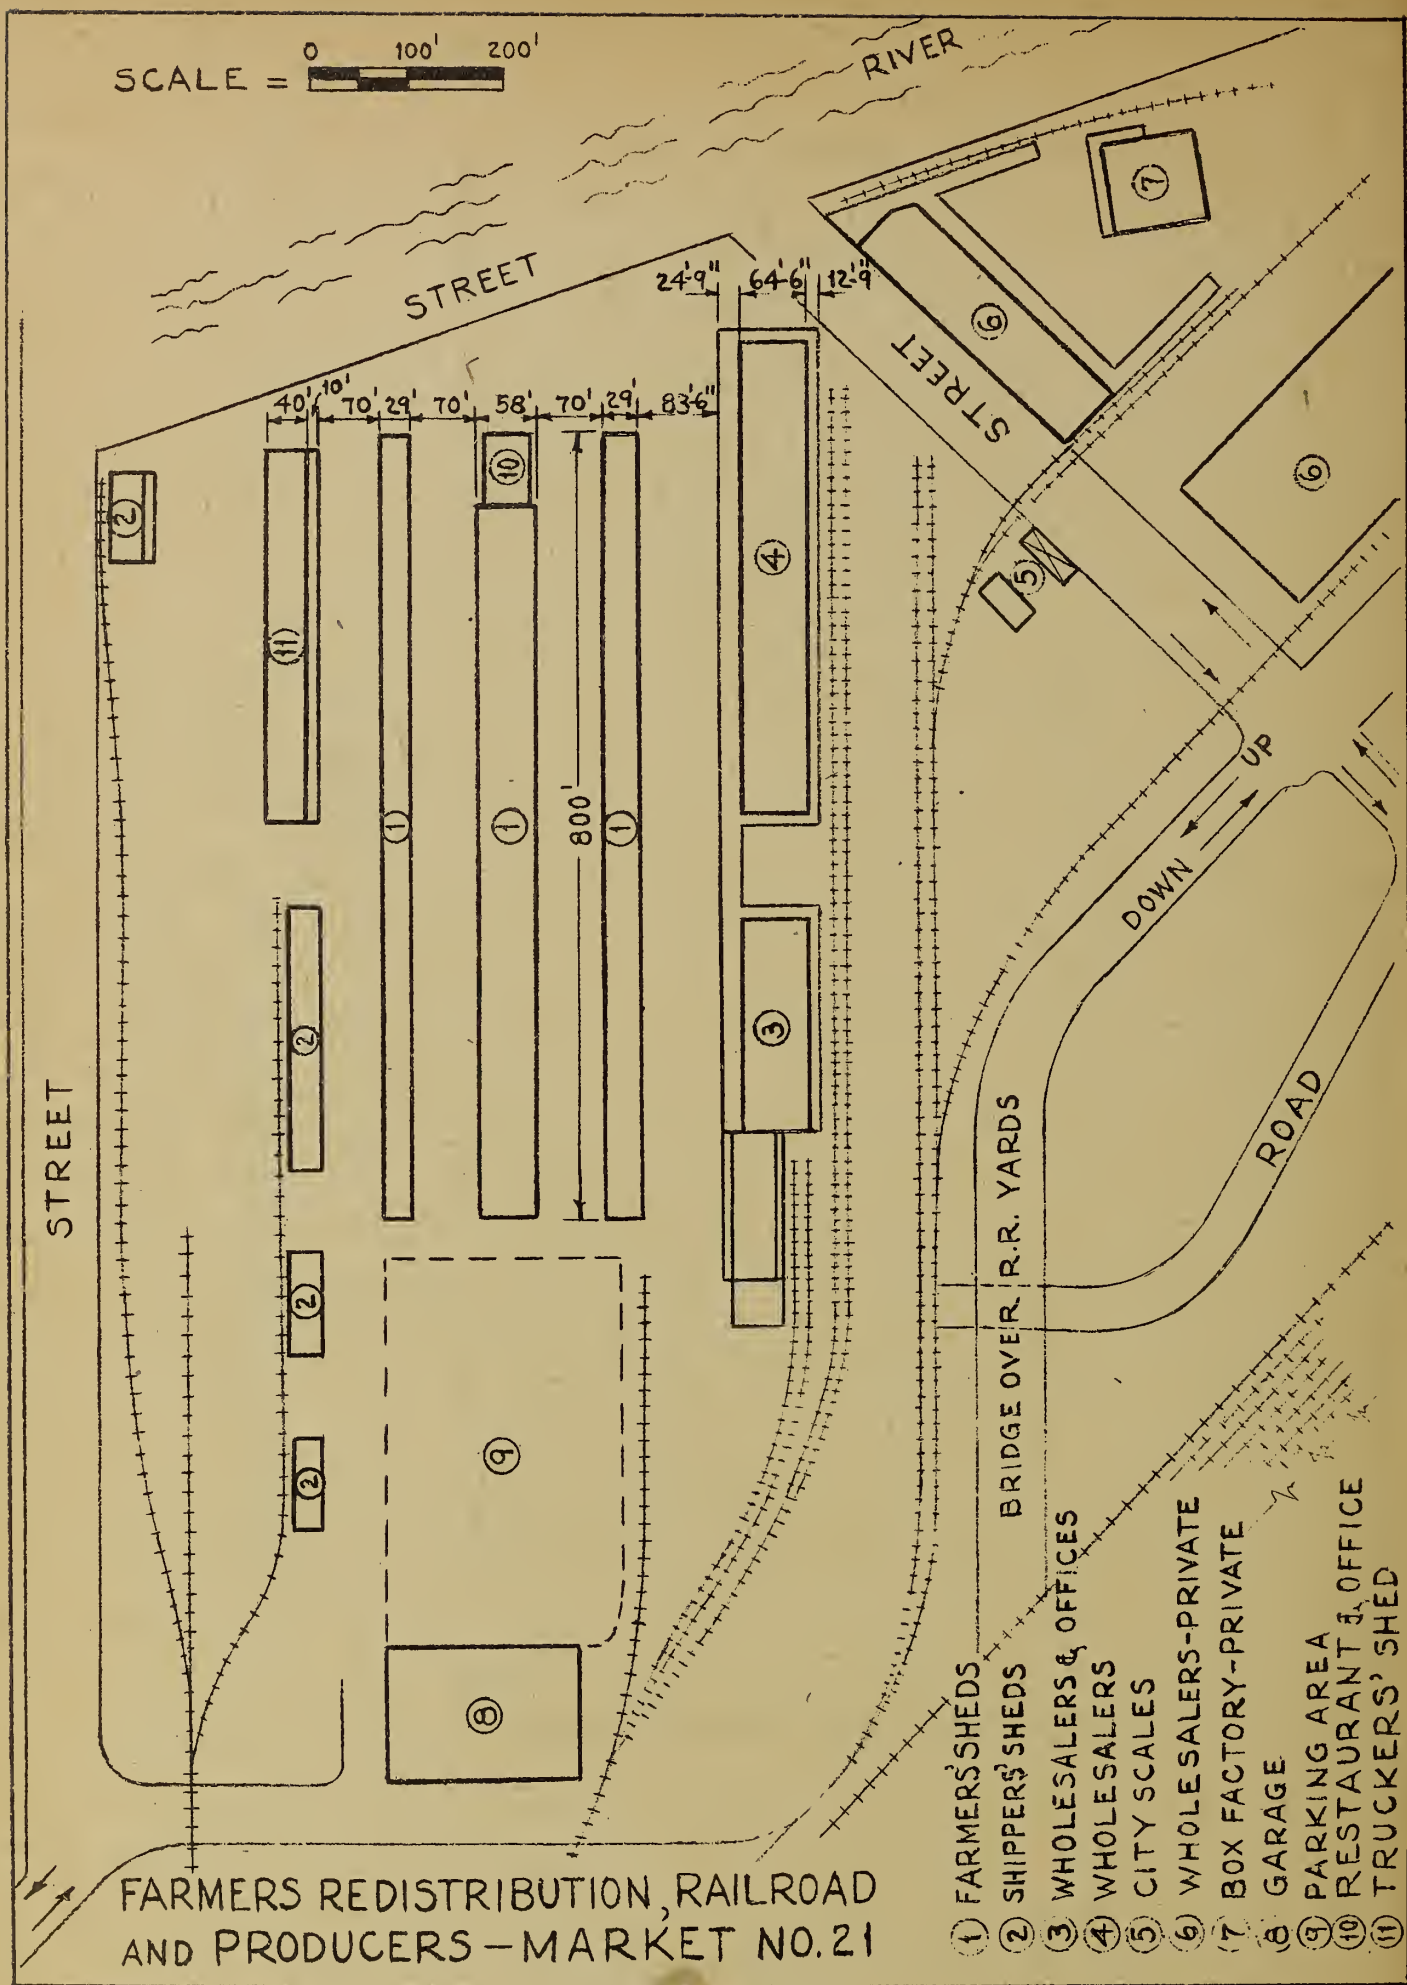 0 100' 200'
SCALE =
RIVER
STREET
24'-9" 64'-6" 12'-9"
40' 10' 70' 29' 70' 58' 70' 29' 83'-6"
STREET
7
6
6
10
2
4
5
11
1
1
1
800'
UP
DOWN
2
3
STREET
ROAD
BRIDGE OVER R.R. YARDS
2
9
2
8
1 FARMERS' SHEDS
2 SHIPPERS' SHEDS
3 WHOLESALERS & OFFICES
4 WHOLESALERS
5 CITY SCALES
6 WHOLESALERS-PRIVATE
7 BOX FACTORY-PRIVATE
8 GARAGE
9 PARKING AREA
10 RESTAURANT & OFFICE
11 TRUCKERS' SHED
FARMERS REDISTRIBUTION, RAILROAD
AND PRODUCERS – MARKET NO. 21